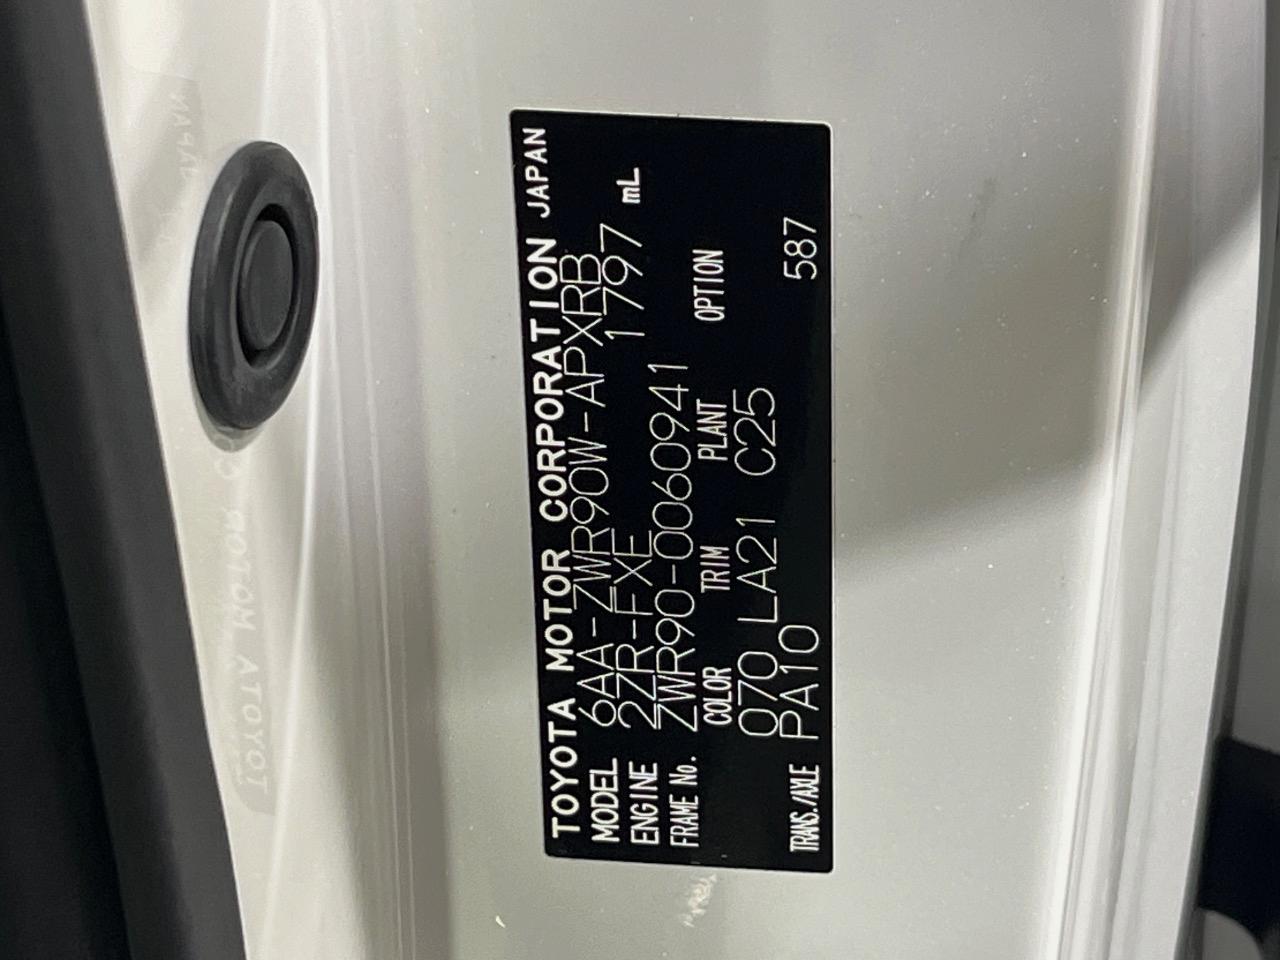 TOYOTA MOTOR CORPORATION JAPAN
MODEL 6AA-ZWR90W-APXRB
ENGINE 2ZR-FXE 1797 mL
FRAME No. ZWR90-0060941
COLOR TRIM PLANT OPTION
070 LA21 C25
TRANS./AXLE PA10 587